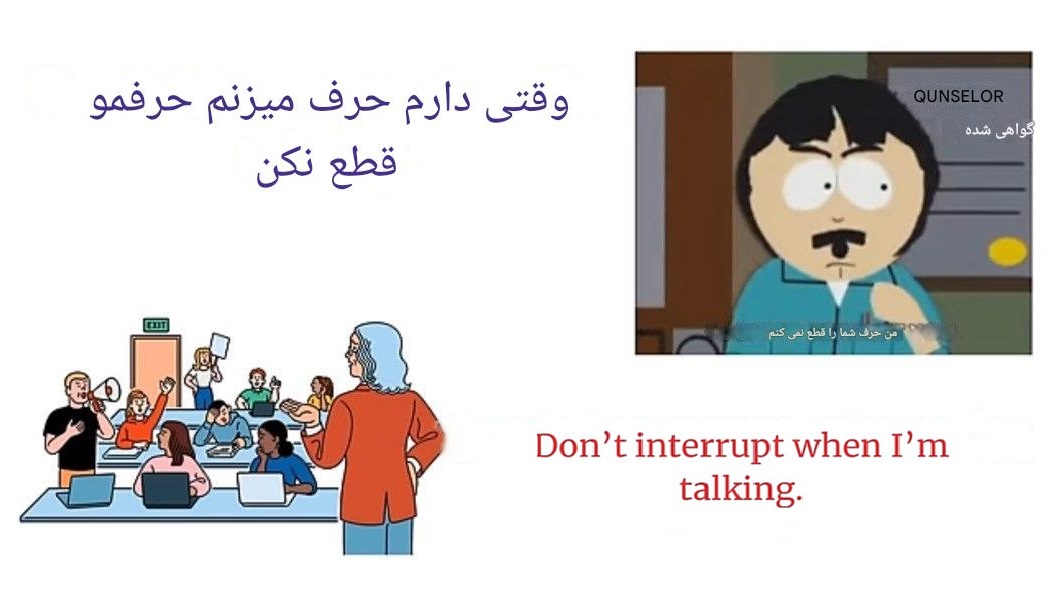 وقتی دارم حرف میزنم حرفمو
قطع نکن
QUNSELOR
گواهی شده
من حرف شما را قطع نمی کنم
EXIT
Don’t interrupt when I’m
talking.